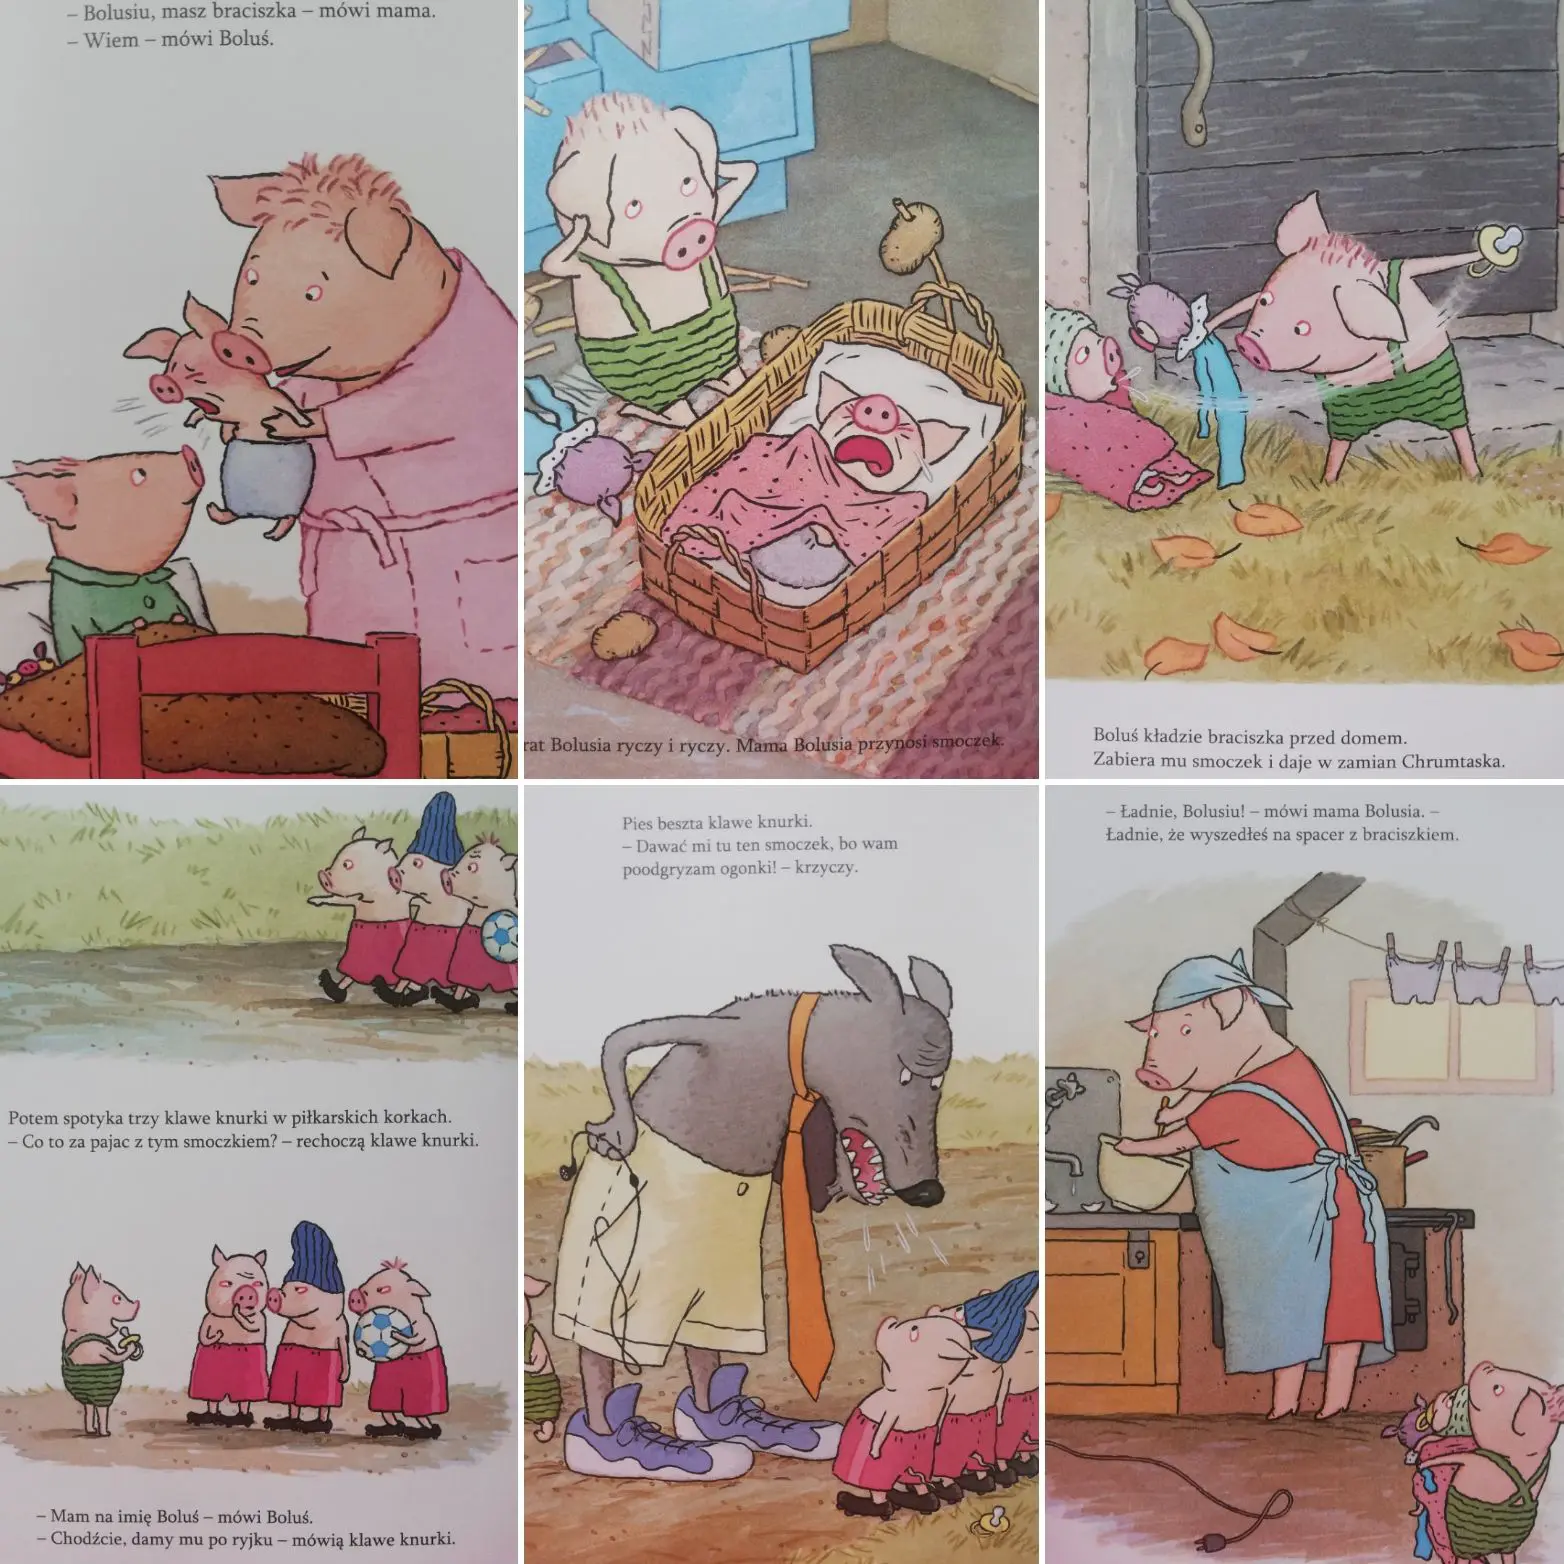 – Bolusiu, masz braciszka – mówi mama.
– Wiem – mówi Boluś.
rat Bolusia ryczy i ryczy. Mama Bolusia przynosi smoczek.
Boluś kładzie braciszka przed domem.
Zabiera mu smoczek i daje w zamian Chrumtaska.
Potem spotyka trzy klawe knurki w piłkarskich korkach.
– Co to za pajac z tym smoczkiem? – rechoczą klawe knurki.
– Mam na imię Boluś – mówi Boluś.
– Chodźcie, damy mu po ryjku – mówią klawe knurki.
Pies beszta klawe knurki.
– Dawać mi tu ten smoczek, bo wam
poodgryzam ogonki! – krzyczy.
– Ładnie, Bolusiu! – mówi mama Bolusia. –
Ładnie, że wyszedłeś na spacer z braciszkiem.